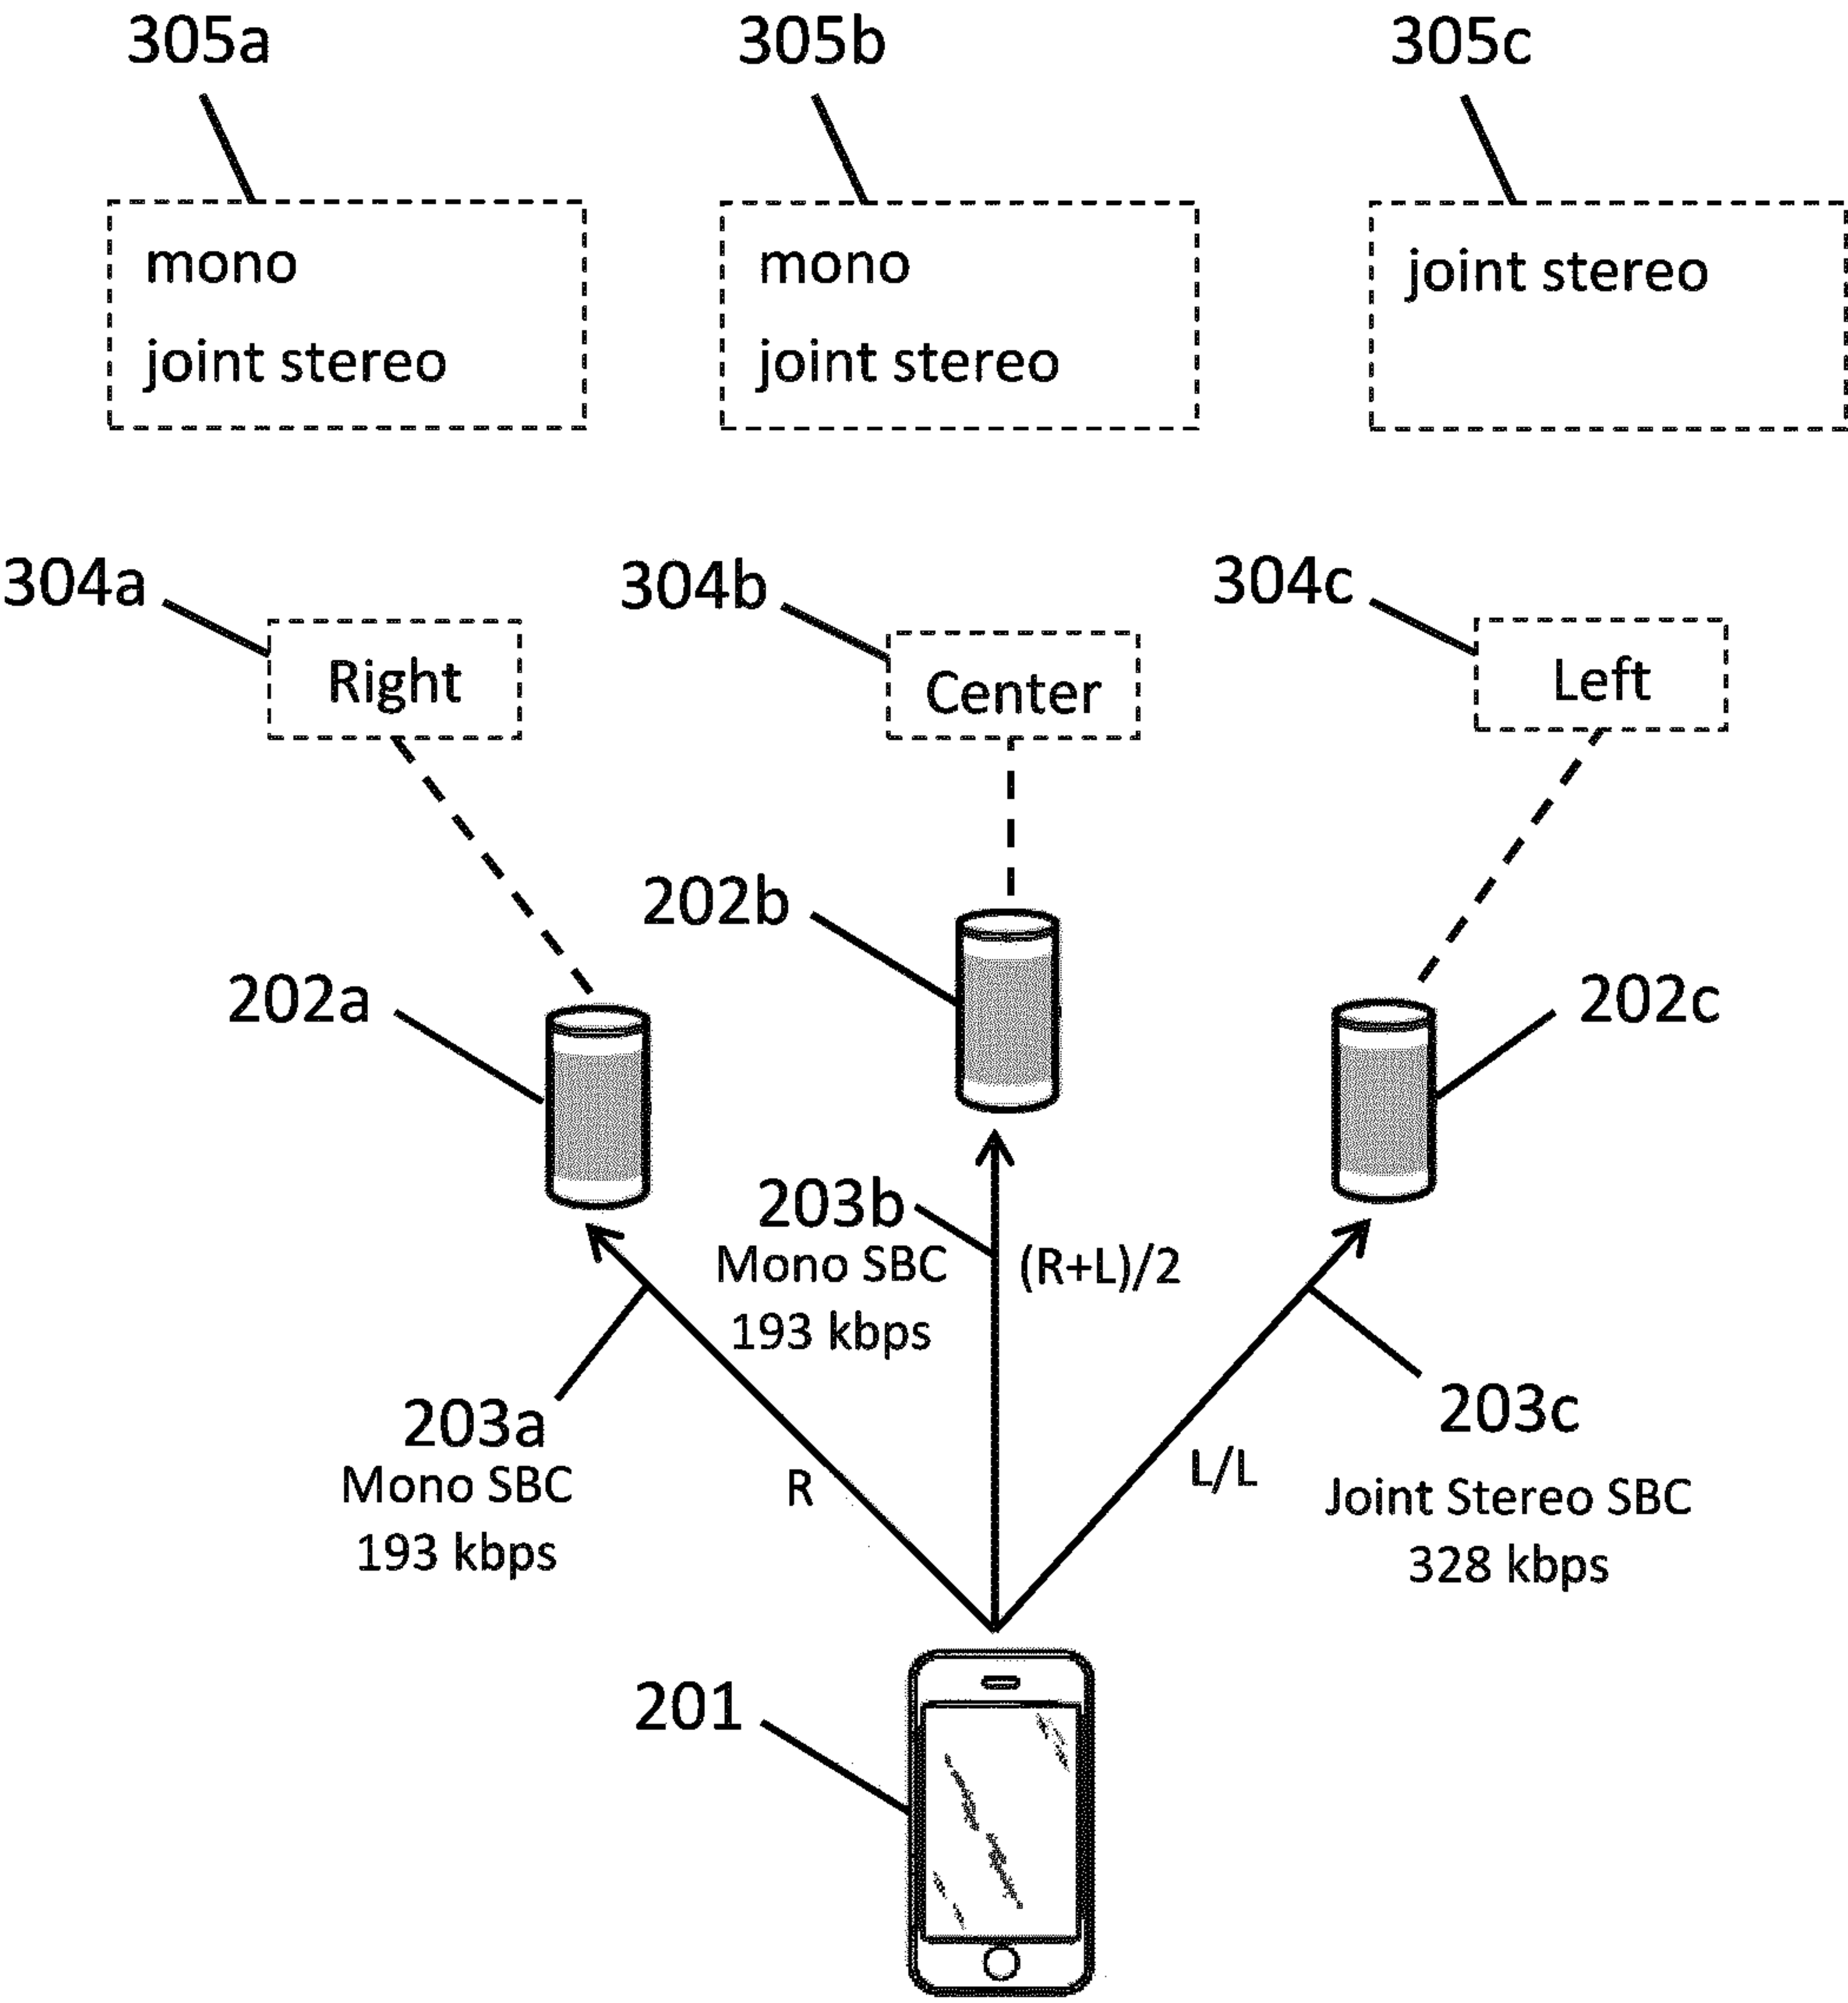 305a
305b
305c
mono
joint stereo
mono
joint stereo
joint stereo
304a
304b
304c
Right
Center
Left
202a
202b
202c
203b
Mono SBC
193 kbps
(R+L)/2
203a
Mono SBC
193 kbps
R
L/L
203c
Joint Stereo SBC
328 kbps
201